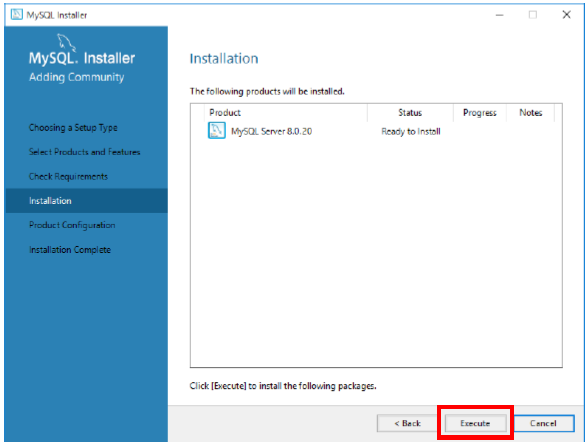 MySQL Installer
MySQL. Installer
Adding Community
Choosing a Setup Type
Select Products and Features
Check Requirements
Installation
Product Configuration
Installation Complete
Installation
The following products will be installed.
Product Status Progress Notes
MySQL Server 8.0.20 Ready to Install
Click [Execute] to install the following packages.
< Back Execute Cancel